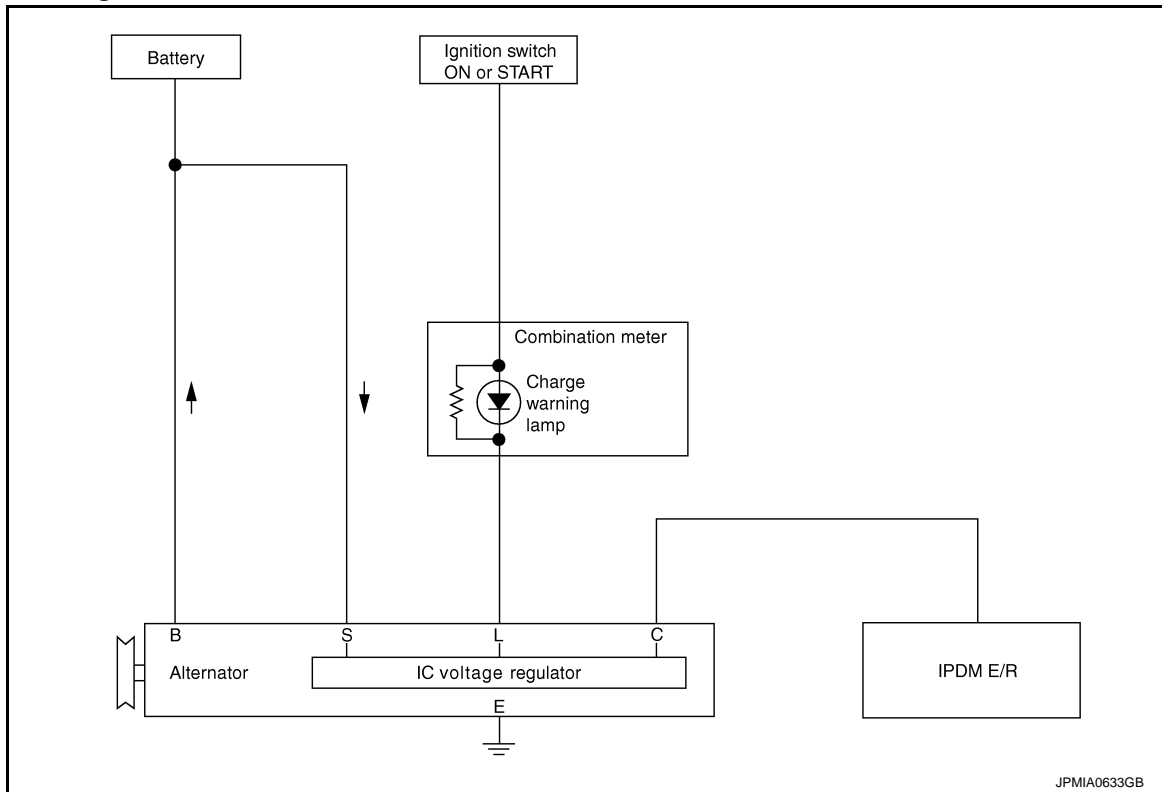 Battery
Ignition switch
ON or START
Combination meter
Charge
warning
lamp
B
S
L
C
Alternator
IC voltage regulator
E
IPDM E/R
JPMIA0633GB